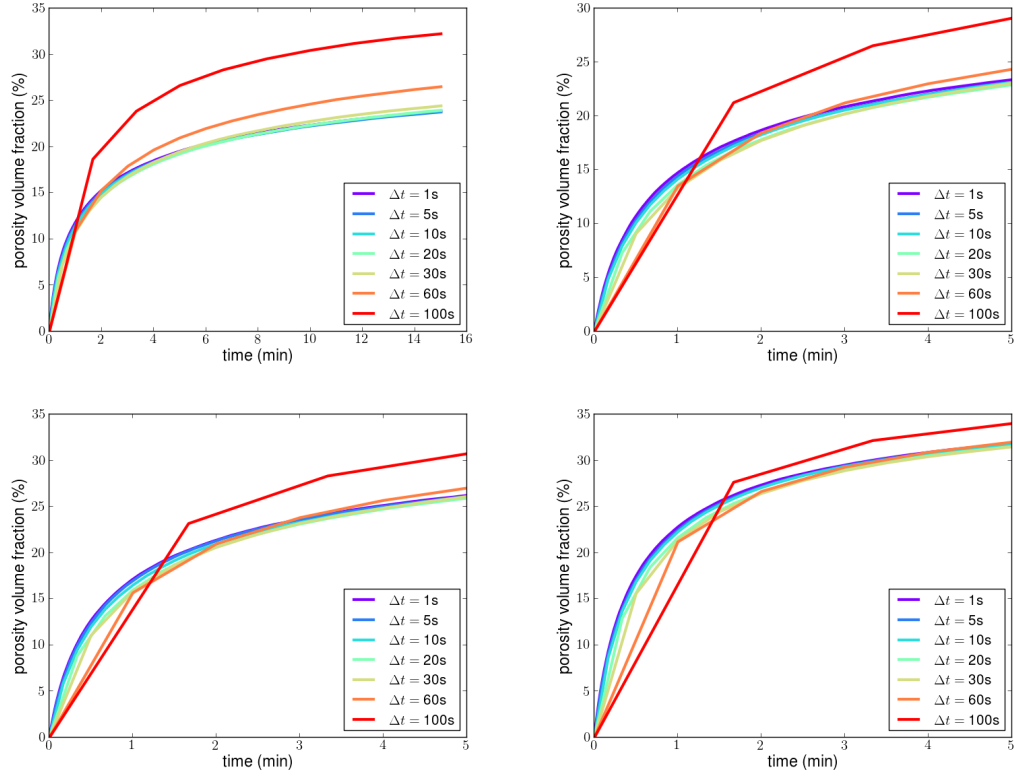 35
30
25
20
15
10
5
0
porosity volume fraction (%)
0 2 4 6 8 10 12 14 16
time (min)
Δt = 1s
Δt = 5s
Δt = 10s
Δt = 20s
Δt = 30s
Δt = 60s
Δt = 100s
30
25
20
15
10
5
0
porosity volume fraction (%)
0 1 2 3 4 5
time (min)
Δt = 1s
Δt = 5s
Δt = 10s
Δt = 20s
Δt = 30s
Δt = 60s
Δt = 100s
35
30
25
20
15
10
5
0
porosity volume fraction (%)
0 1 2 3 4 5
time (min)
Δt = 1s
Δt = 5s
Δt = 10s
Δt = 20s
Δt = 30s
Δt = 60s
Δt = 100s
35
30
25
20
15
10
5
0
porosity volume fraction (%)
0 1 2 3 4 5
time (min)
Δt = 1s
Δt = 5s
Δt = 10s
Δt = 20s
Δt = 30s
Δt = 60s
Δt = 100s